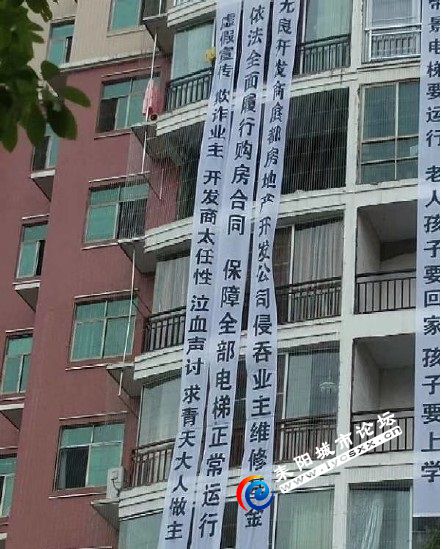 虚假宣传 欺诈业主 开发商太任性 泣血声讨 求青天大人做主
依法全面履行购房合同 保障全部电梯正常运行
无良开发商晟都房地产开发公司侵吞业主维修金
景电梯要运行 老人孩子要回家 孩子要上学
耒阳城市论坛